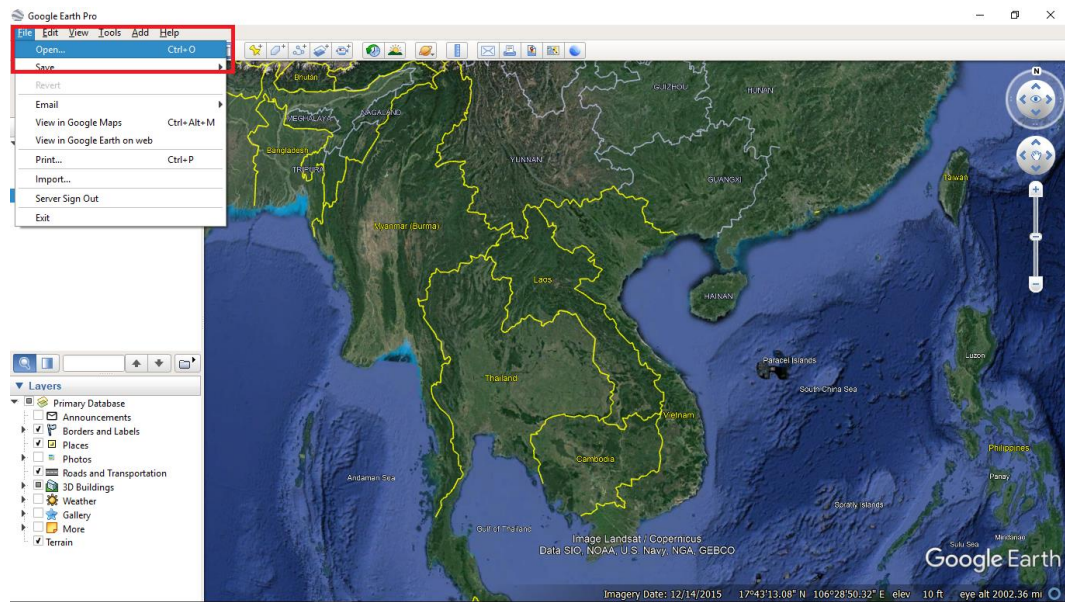 Google Earth Pro
File Edit View Tools Add Help
Open... Ctrl+O
Save
Revert
Email
View in Google Maps Ctrl+Alt+M
View in Google Earth on web
Print... Ctrl+P
Import...
Server Sign Out
Exit
Layers
Primary Database
Announcements
Borders and Labels
Places
Photos
Roads and Transportation
3D Buildings
Weather
Gallery
More
Terrain
Bhutan
GUIZHOU
HUNAN
MEGHALAYA
NAGALAND
Bangladesh
TRIPURA
YUNNAN
GUANGXI
Taiwan
Myanmar (Burma)
Laos
HAINAN
Paracel Islands
Luzon
Thailand
South China Sea
Vietnam
Cambodia
Philippines
Andaman Sea
Panay
Spratly Islands
Gulf of Thailand
Sulu Sea
Mindanao
Image Landsat / Copernicus
Data SIO, NOAA, U.S. Navy, NGA, GEBCO
Google Earth
N
Imagery Date: 12/14/2015 17°43'13.08" N 106°28'50.32" E elev 10 ft eye alt 2002.36 mi